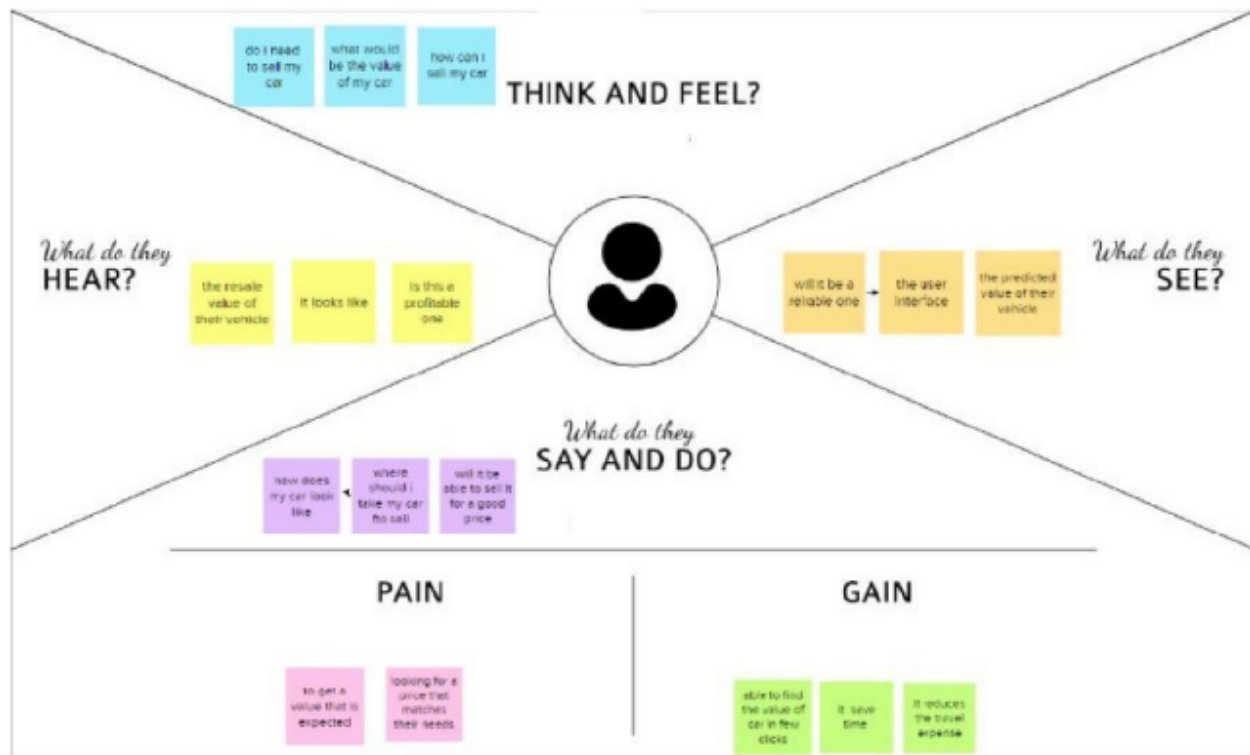 do i need
to sell my
car
what would
be the value
of my car
how can i
sell my car
THINK AND FEEL?
What do they
HEAR?
the resale
value of
their vehicle
it looks like
Is this a
profitable
one
will it be a
reliable one
the user
interface
the predicted
value of their
vehicle
What do they
SEE?
What do they
SAY AND DO?
how does
my car look
like
where
should i
take my car
to sell
will it be
able to sell it
for a good
price
PAIN
to get a
value that is
expected
looking for a
price that
matches
their needs
GAIN
able to find
the value of
car in few
clicks
it save
time
It reduces
the travel
expense